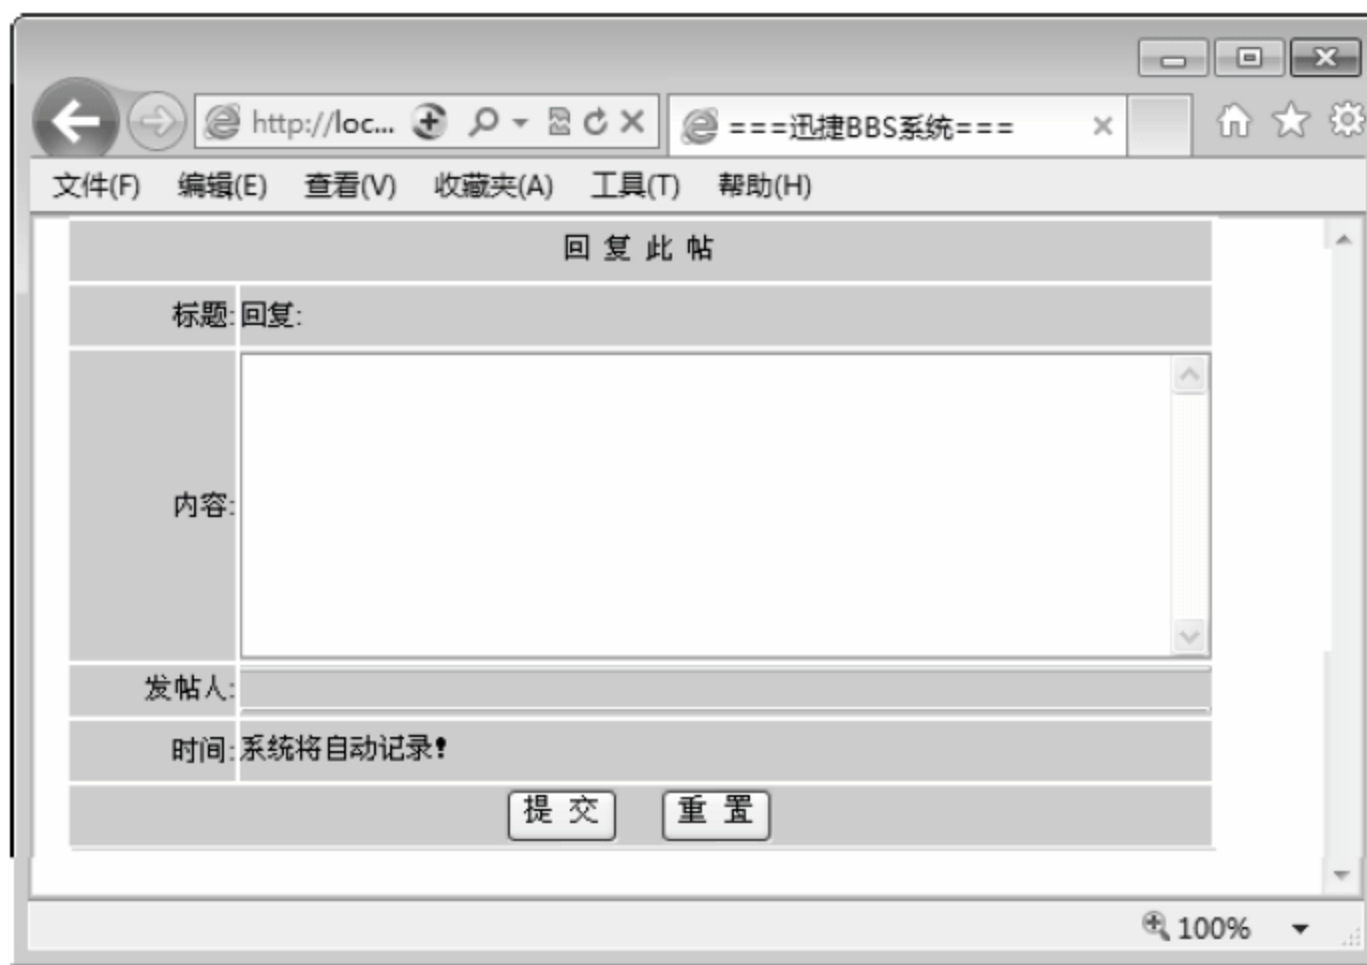 http://loc... ===迅捷BBS系统===
文件(F) 编辑(E) 查看(V) 收藏夹(A) 工具(T) 帮助(H)
回 复 此 帖
标题: 回复:
内容:
发帖人:
时间: 系统将自动记录!
提 交 重 置
100%